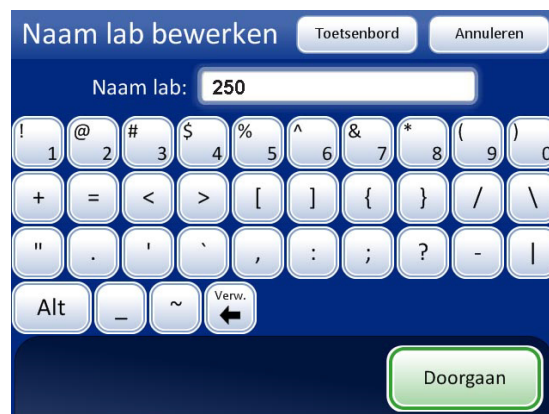 Naam lab bewerken Toetsenbord Annuleren
Naam lab: 250
! 1 @ 2 # 3 $ 4 % 5 ^ 6 & 7 * 8 ( 9 ) 0
+ = < > [ ] { } / \
" . ' ` , : ; ? - |
Alt _ ~ Verw.
Doorgaan